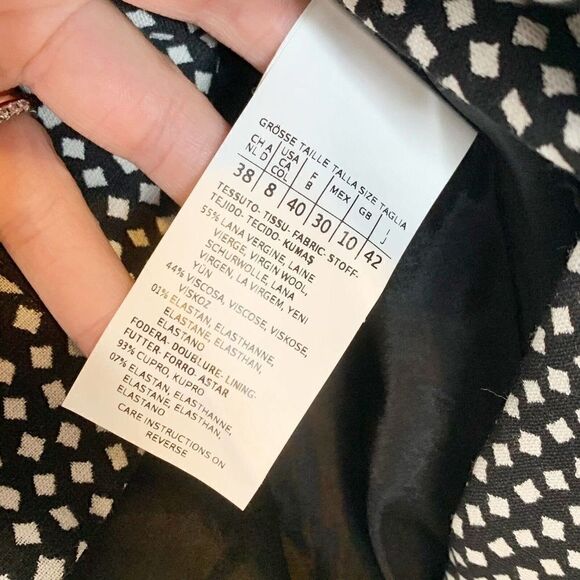 GRÖSSE TAILLE TALLA SIZE TAGLIA
CH A USA F MEX GB I
NL D CA B J
COL
38 8 40 30 10 42
TESSUTO- TISSU- FABRIC- STOFF-
TEJIDO- TECIDO- KUMAŞ
55% LANA VERGINE, LAINE
VIERGE, VIRGIN WOOL,
SCHURWOLLE, LANA
VIRGEN, LA VIRGEM, YENI
YÜN
44% VISCOSA, VISCOSE, VISKOSE,
VISKOZ
01% ELASTAN, ELASTHANNE,
ELASTANE, ELASTHAN,
ELASTANO
FODERA- DOUBLURE- LINING-
FUTTER- FORRO- ASTAR
93% CUPRO, KUPRO
07% ELASTAN, ELASTHANNE,
ELASTANE, ELASTHAN,
ELASTANO
CARE INSTRUCTIONS ON
REVERSE